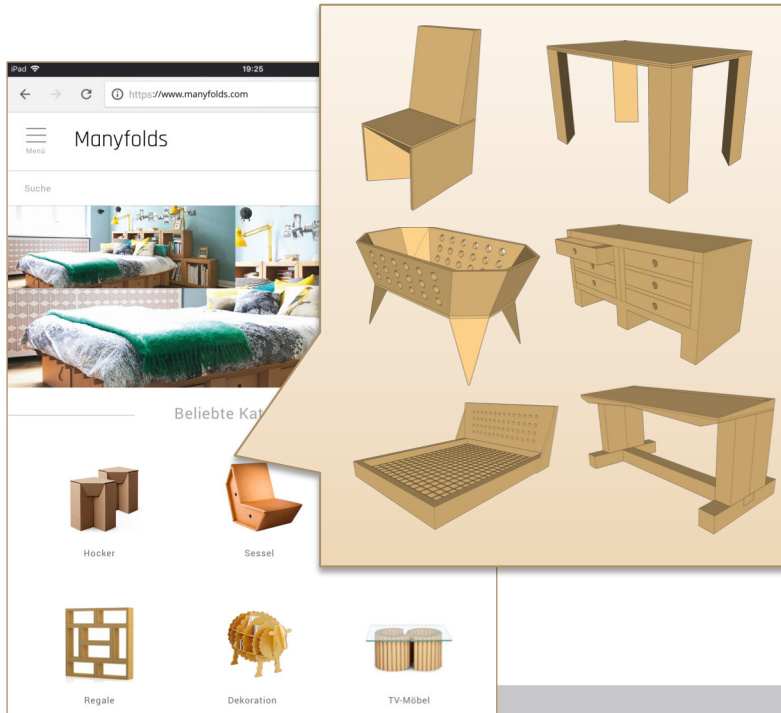 iPad
19:25
https://www.manyfolds.com
Menü
Manyfolds
Suche
Beliebte Kat
Hocker
Sessel
Regale
Dekoration
TV-Möbel